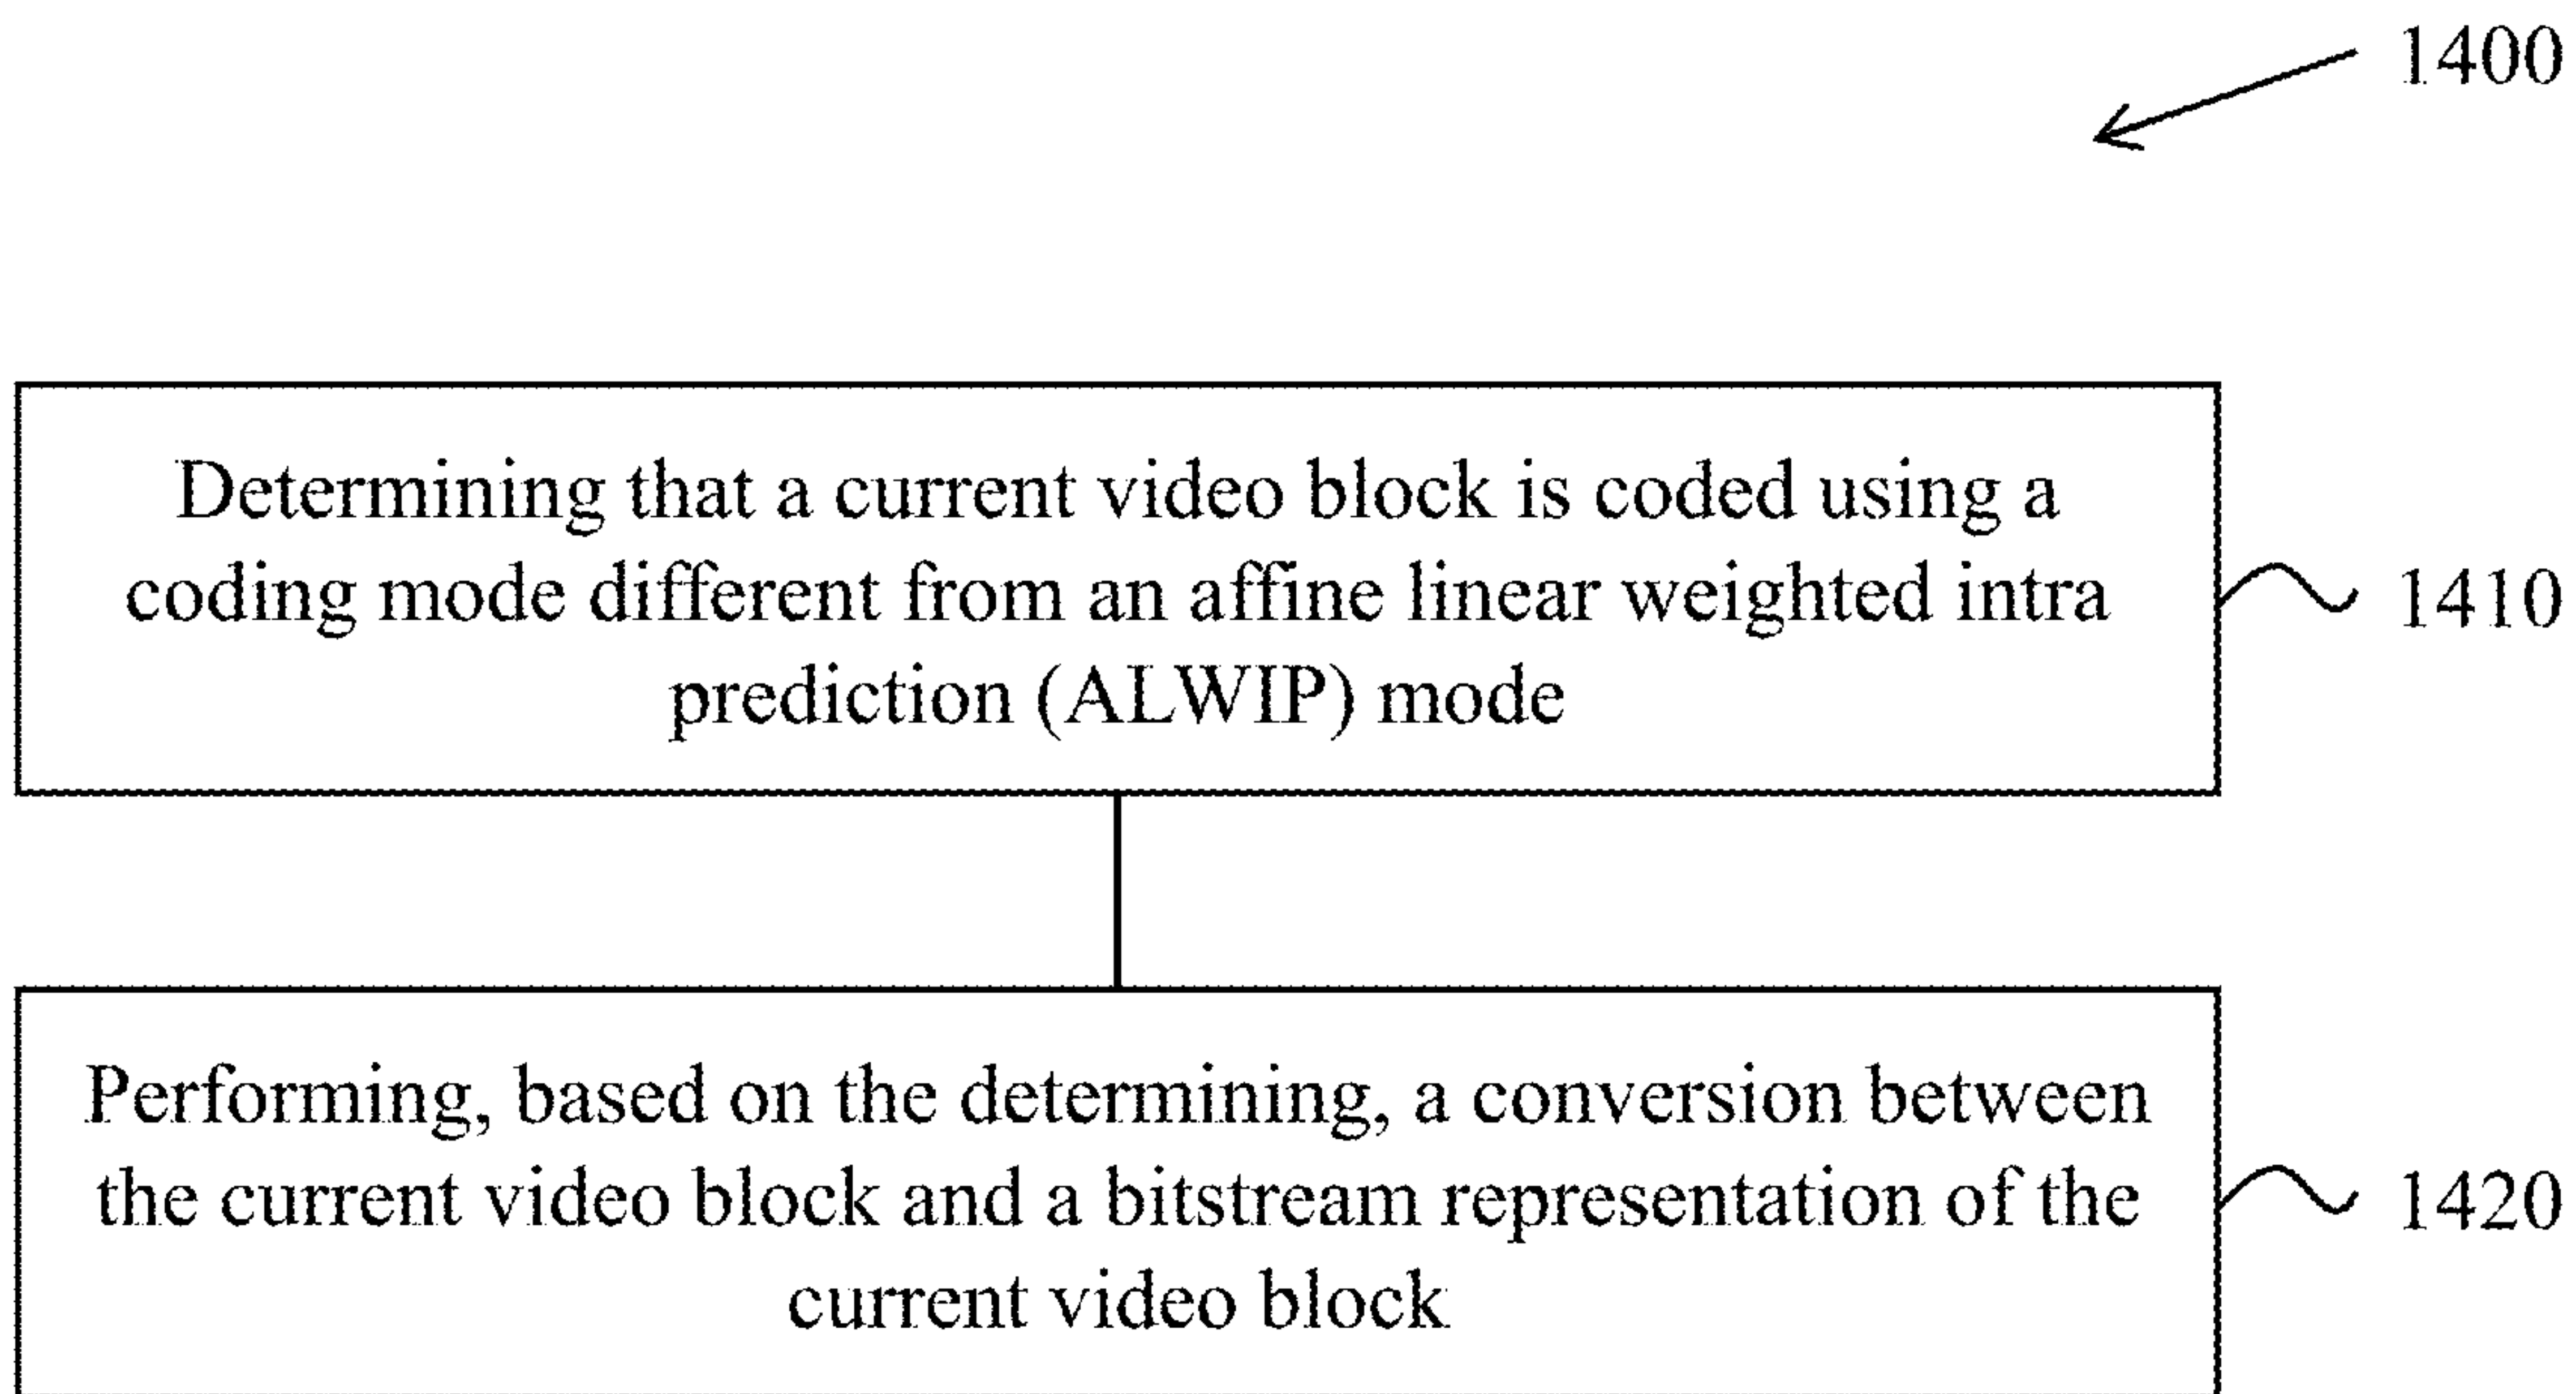 1400
Determining that a current video block is coded using a
coding mode different from an affine linear weighted intra
prediction (ALWIP) mode
1410
Performing, based on the determining, a conversion between
the current video block and a bitstream representation of the
current video block
1420